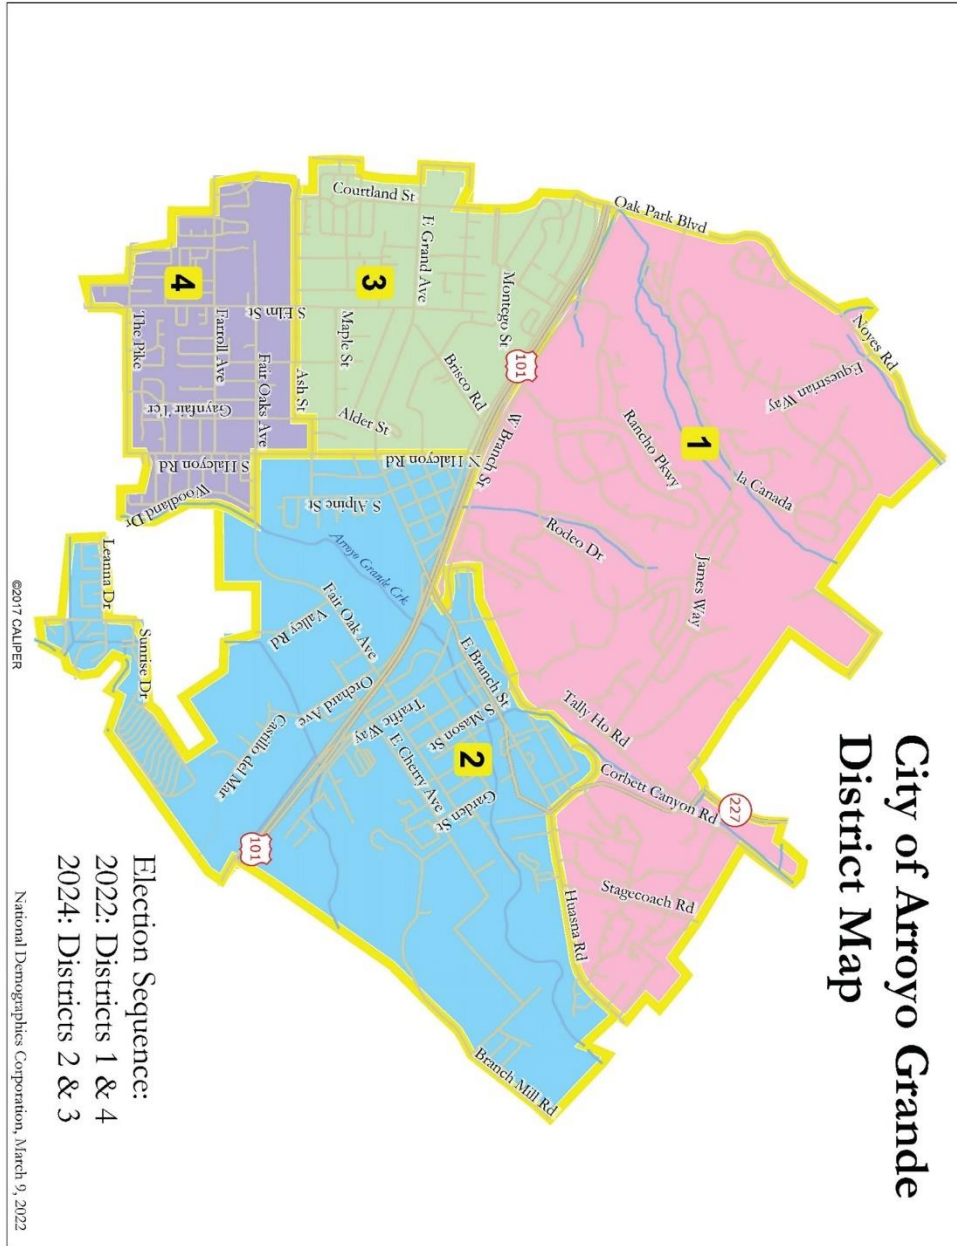 City of Arroyo Grande
District Map
Oak Park Blvd
Noyes Rd
Equestrian Way
1
la Canada
Rancho Pkwy
James Way
Rodeo Dr
W Branch St
101
Montego St
Courtland St
E Grand Ave
3
Brisco Rd
Maple St
Alder St
Ash St
N Halcyon Rd
4
S Elm St
The Pike
Farroll Ave
Fair Oaks Ave
Gaynfair Ter
S Halcyon Rd
Woodland Dr
S Alpine St
Arroyo Grande Crk
Fair Oak Ave
Valley Rd
Leanna Dr
Sunrise Dr
Orchard Ave
Castillo del Mar
Traffic Way
E Branch St
S Mason St
2
E Cherry Ave
Garden St
Tally Ho Rd
Corbett Canyon Rd
227
Stagecoach Rd
Huasna Rd
Branch Mill Rd
101
Election Sequence:
2022: Districts 1 & 4
2024: Districts 2 & 3
©2017 CALIPER
National Demographics Corporation, March 9, 2022